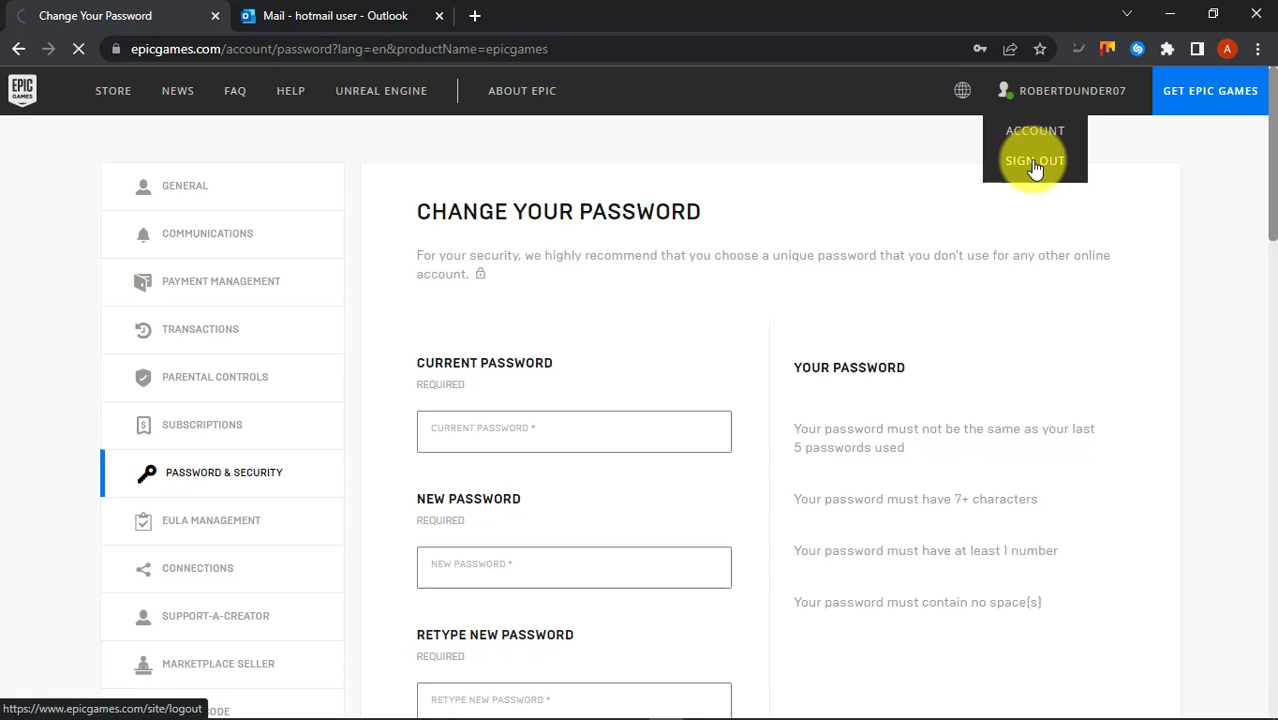 Change Your Password
Mail - hotmail user - Outlook
epicgames.com/account/password?lang=en&productName=epicgames
A
EPIC
GAMES
STORE
NEWS
FAQ
HELP
UNREAL ENGINE
ABOUT EPIC
ROBERTDUNDER07
GET EPIC GAMES
ACCOUNT
SIGN OUT
GENERAL
COMMUNICATIONS
PAYMENT MANAGEMENT
TRANSACTIONS
PARENTAL CONTROLS
SUBSCRIPTIONS
PASSWORD & SECURITY
EULA MANAGEMENT
CONNECTIONS
SUPPORT-A-CREATOR
MARKETPLACE SELLER
CODE
CHANGE YOUR PASSWORD
For your security, we highly recommend that you choose a unique password that you don't use for any other online
account.
CURRENT PASSWORD
REQUIRED
CURRENT PASSWORD *
NEW PASSWORD
REQUIRED
NEW PASSWORD *
RETYPE NEW PASSWORD
REQUIRED
RETYPE NEW PASSWORD *
YOUR PASSWORD
Your password must not be the same as your last
5 passwords used
Your password must have 7+ characters
Your password must have at least 1 number
Your password must contain no space(s)
https://www.epicgames.com/site/logout